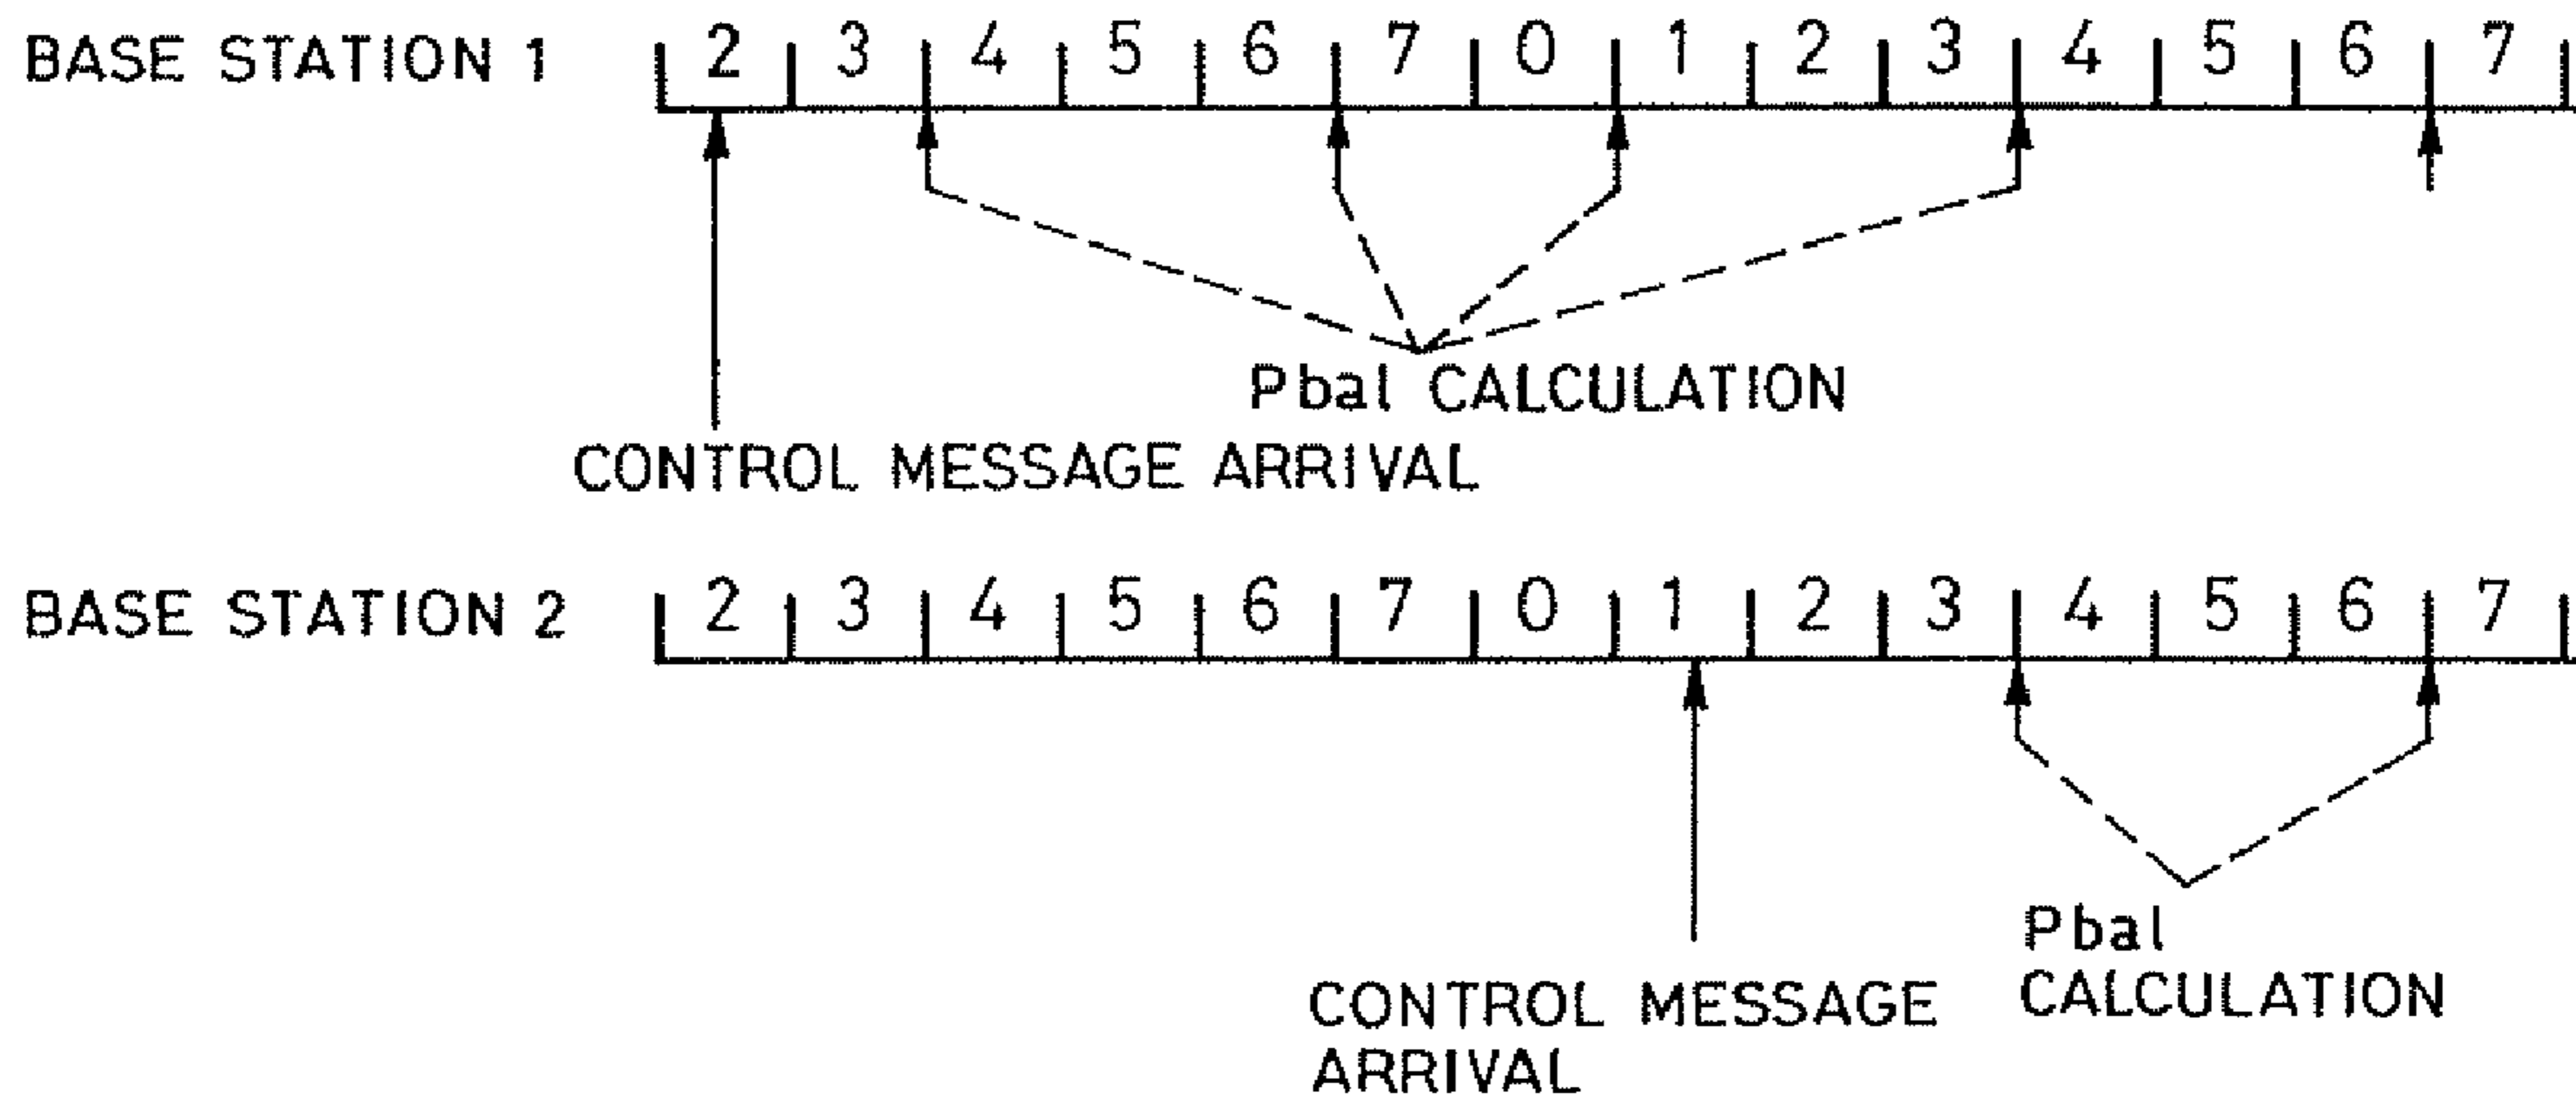 BASE STATION 1 2 3 4 5 6 7 0 1 2 3 4 5 6 7
Pbal CALCULATION
CONTROL MESSAGE ARRIVAL
BASE STATION 2 2 3 4 5 6 7 0 1 2 3 4 5 6 7
Pbal
CALCULATION
CONTROL MESSAGE
ARRIVAL